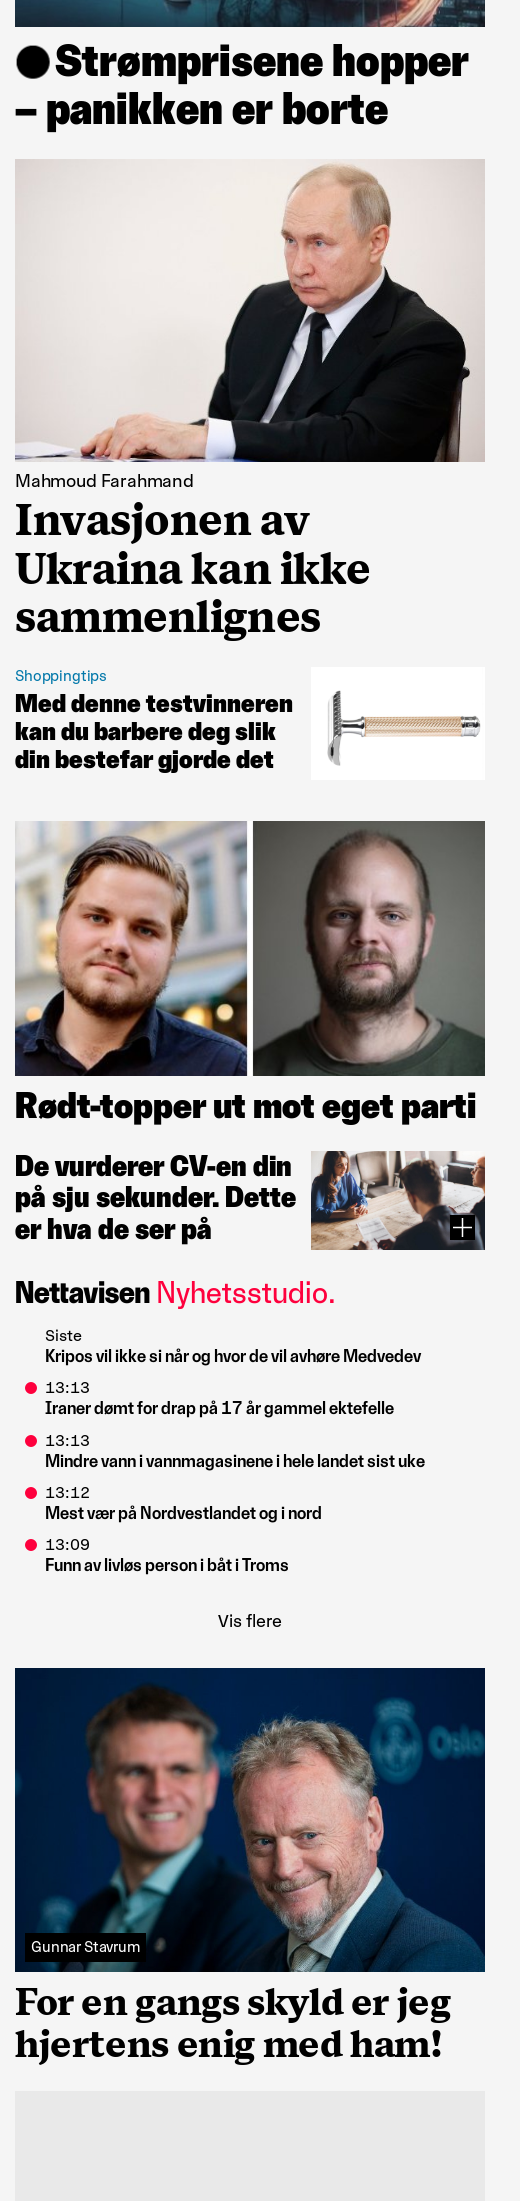 Strømprisene hopper
– panikken er borte
Mahmoud Farahmand
Invasjonen av
Ukraina kan ikke
sammenlignes
Shoppingtips
Med denne testvinneren
kan du barbere deg slik
din bestefar gjorde det
Rødt-topper ut mot eget parti
De vurderer CV-en din
på sju sekunder. Dette
er hva de ser på
Nettavisen Nyhetsstudio.
Siste
Kripos vil ikke si når og hvor de vil avhøre Medvedev
13:13
Iraner dømt for drap på 17 år gammel ektefelle
13:13
Mindre vann i vannmagasinene i hele landet sist uke
13:12
Mest vær på Nordvestlandet og i nord
13:09
Funn av livløs person i båt i Troms
Vis flere
Oslo
Gunnar Stavrum
For en gangs skyld er jeg
hjertens enig med ham!